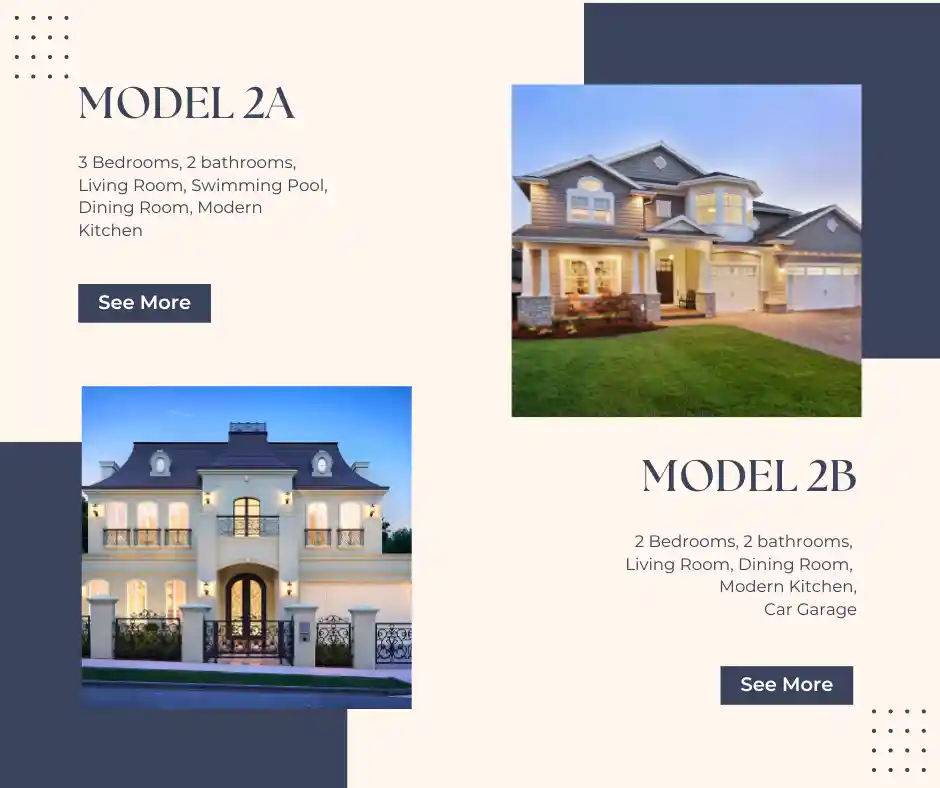 MODEL 2A
3 Bedrooms, 2 bathrooms,
Living Room, Swimming Pool,
Dining Room, Modern
Kitchen
See More
MODEL 2B
2 Bedrooms, 2 bathrooms,
Living Room, Dining Room,
Modern Kitchen,
Car Garage
See More